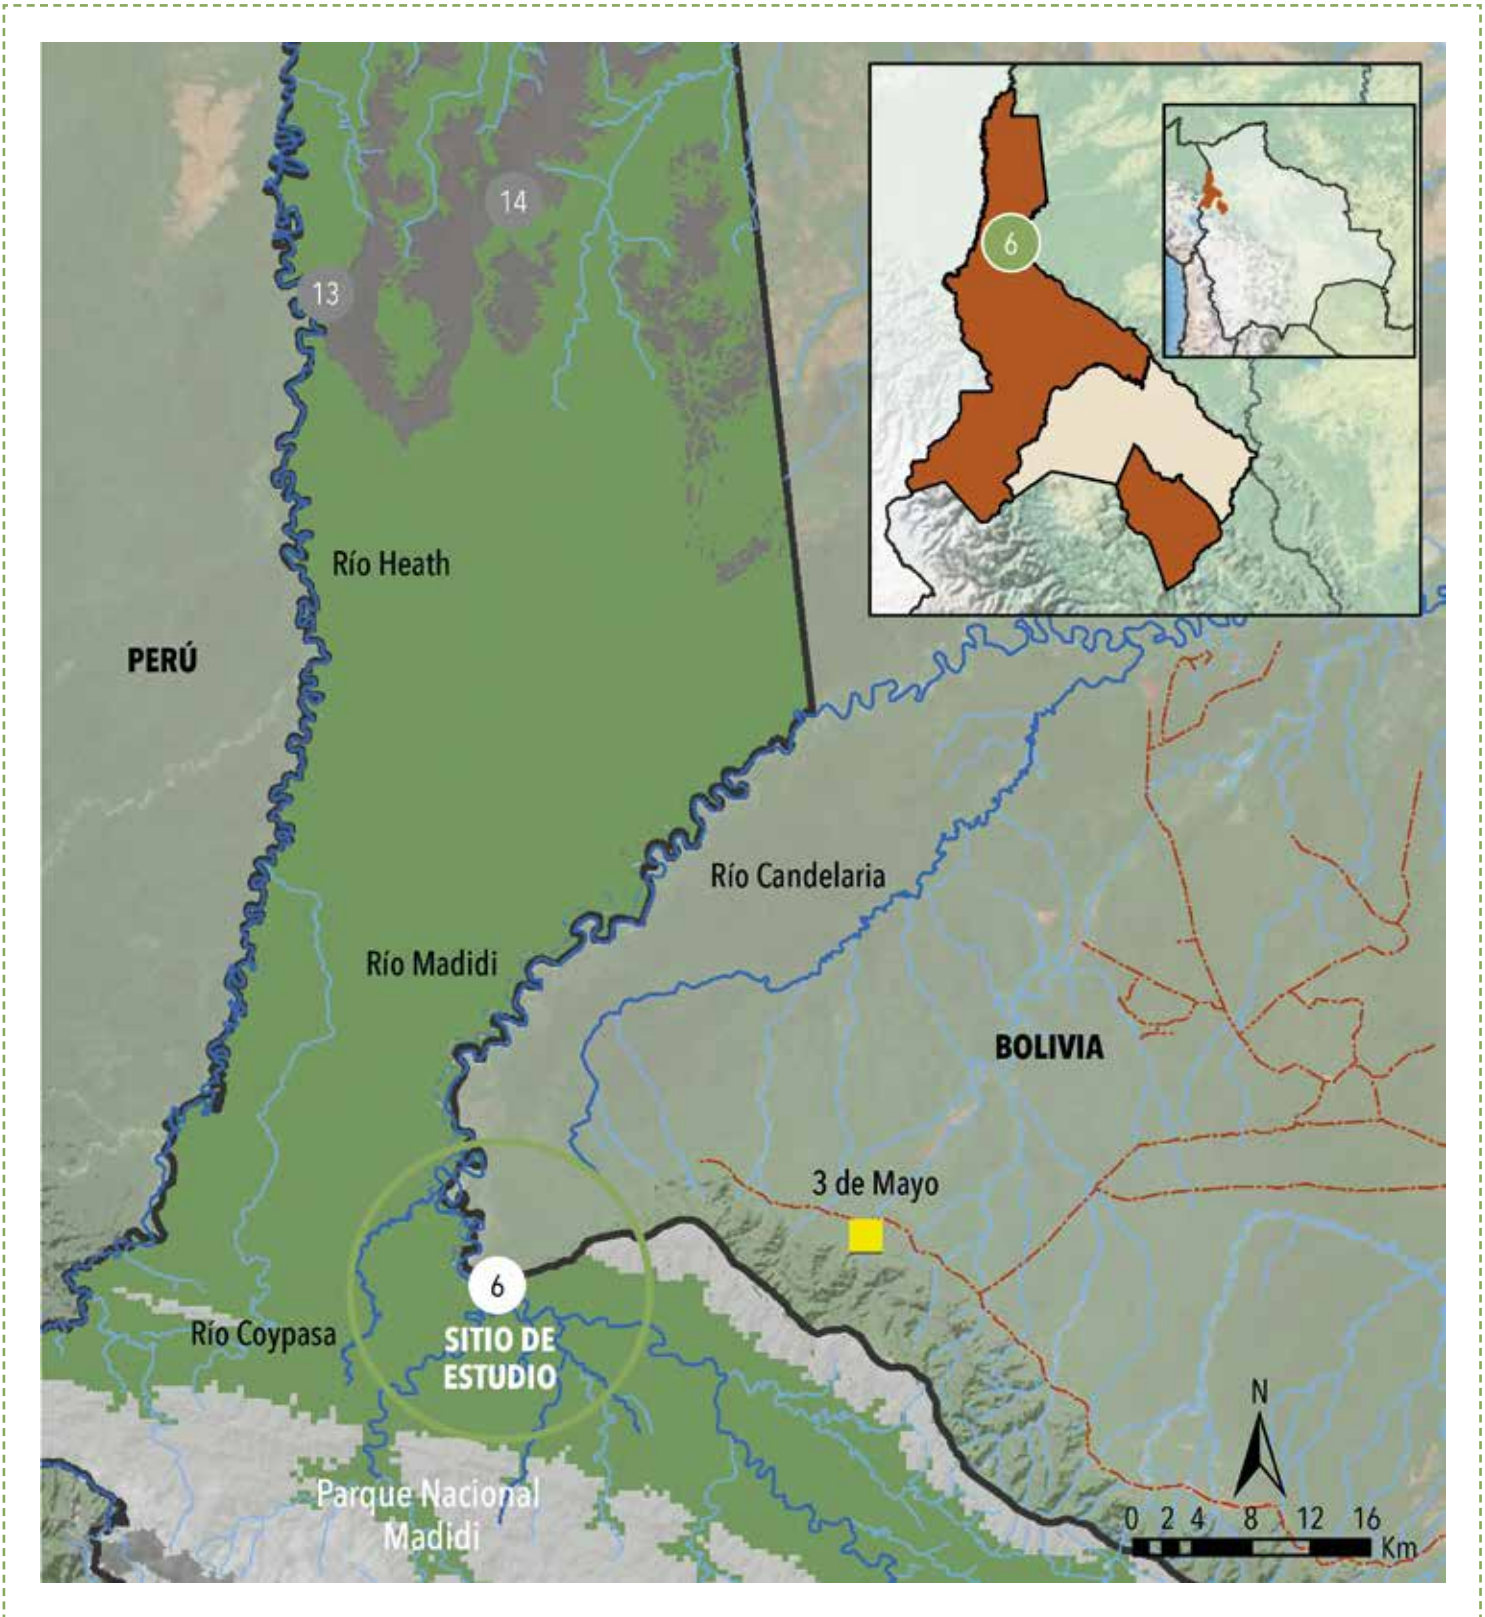 14
6
13
Río Heath
PERÚ
Río Candelaria
Río Madidi
BOLIVIA
3 de Mayo
6
Río Coypasa
SITIO DE
ESTUDIO
N
Parque Nacional
Madidi
0 2 4 8 12 16
Km